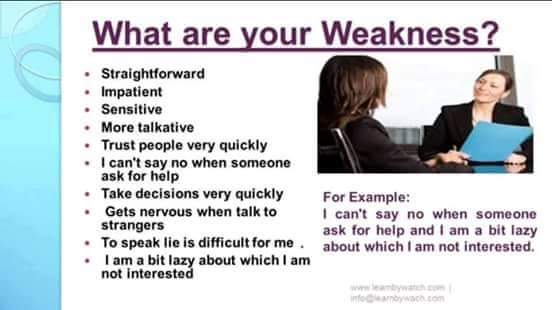 What are your Weakness?
Straightforward
Impatient
Sensitive
More talkative
Trust people very quickly
I can't say no when someone
ask for help
Take decisions very quickly
Gets nervous when talk to
strangers
To speak lie is difficult for me .
I am a bit lazy about which I am
not interested
For Example:
I can't say no when someone
ask for help and I am a bit lazy
about which I am not interested.
www.learnbywatch.com |
info@learnbywach.com